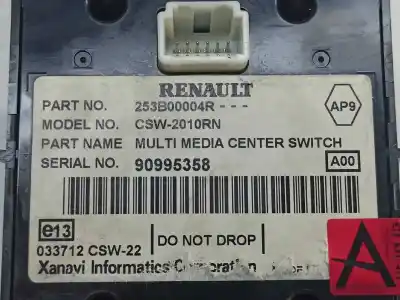 RENAULT
PART NO. 253B00004R - - -
AP9
MODEL NO. CSW-2010RN
PART NAME MULTI MEDIA CENTER SWITCH
SERIAL NO. 90995358
A00
e13
033712 CSW-22
DO NOT DROP
Xanavi Informatics Corporation
A